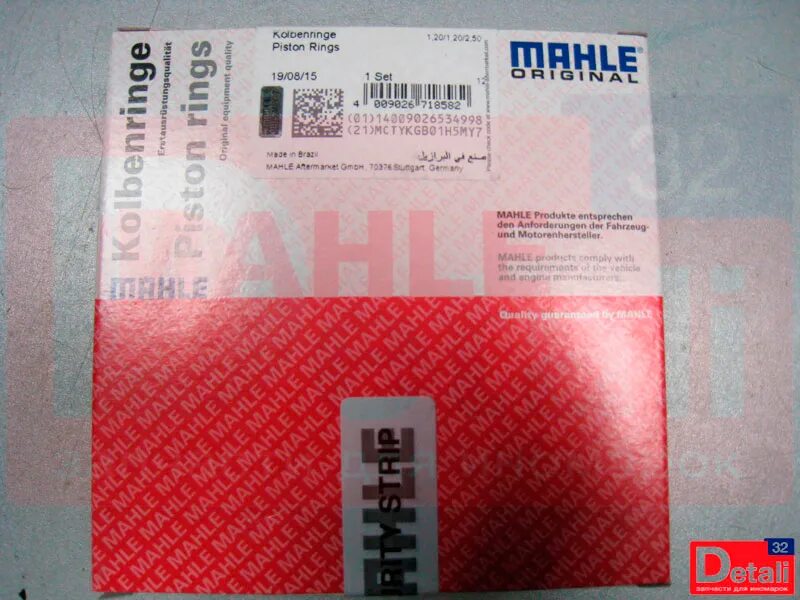 Kolbenringe
Piston Rings
1,20/1,20/2,50
19/08/15
1 Set
4 009026 718582
(01)14009026534998
(21)MCTYKGB01H5MY7
Made in Brazil
صنع في البرازيل
MAHLE Aftermarket GmbH, 70376 Stuttgart, Germany
MAHLE
ORIGINAL
Kolbenringe
Erstausrüstungsqualität
Piston rings
Original equipment quality
MAHLE
MAHLE Produkte entsprechen
den Anforderungen der Fahrzeug-
und Motorenhersteller.
MAHLE products comply with
the requirements of the vehicle
and engine manufacturers.
Quality guaranteed by MAHLE
MAHLE
RITY STRIP
32
Detali
запчасти для иномарок